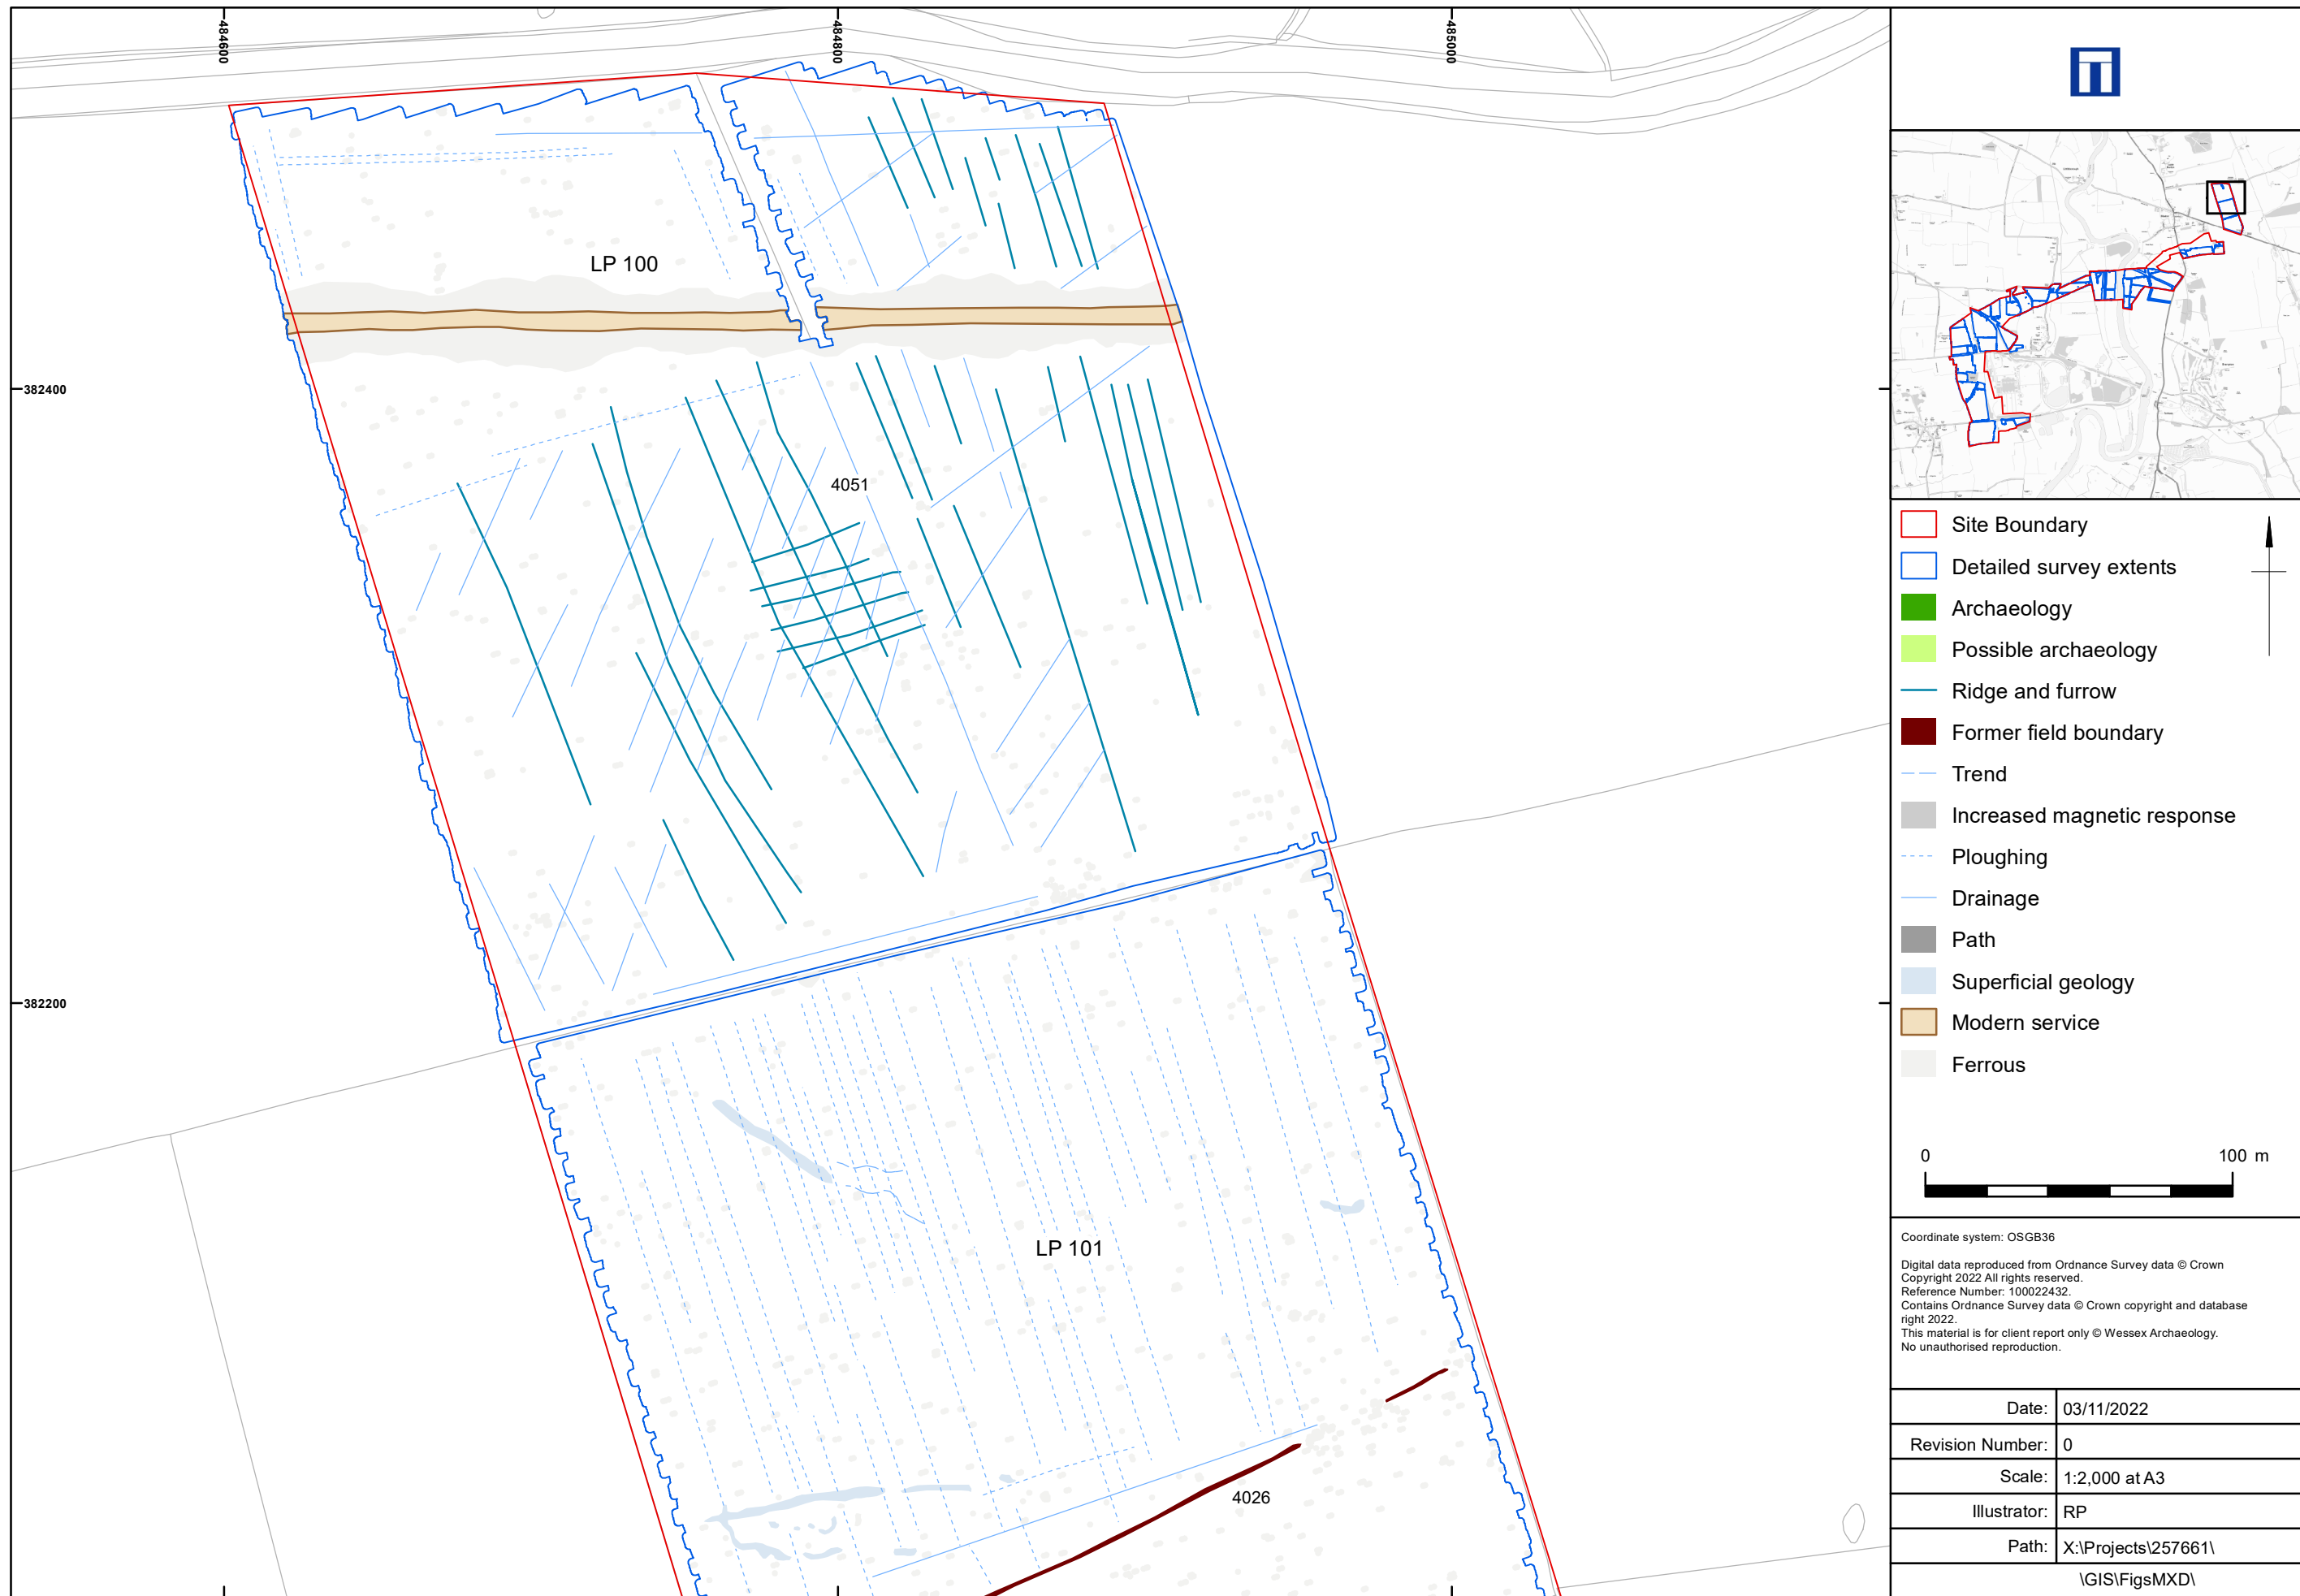 484600
484800
485000
LP 100
382400
4051
382200
LP 101
4026
Site Boundary
Detailed survey extents
Archaeology
Possible archaeology
Ridge and furrow
Former field boundary
Trend
Increased magnetic response
Ploughing
Drainage
Path
Superficial geology
Modern service
Ferrous
0 100 m
Coordinate system: OSGB36
Digital data reproduced from Ordnance Survey data © Crown
Copyright 2022 All rights reserved.
Reference Number: 100022432.
Contains Ordnance Survey data © Crown copyright and database
right 2022.
This material is for client report only © Wessex Archaeology.
No unauthorised reproduction.
Date: 03/11/2022
Revision Number: 0
Scale: 1:2,000 at A3
Illustrator: RP
Path: X:\Projects\257661\
\GIS\FigsMXD\